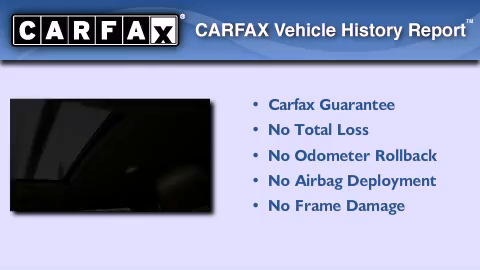 CARFAX® CARFAX Vehicle History Report™
• Carfax Guarantee
• No Total Loss
• No Odometer Rollback
• No Airbag Deployment
• No Frame Damage